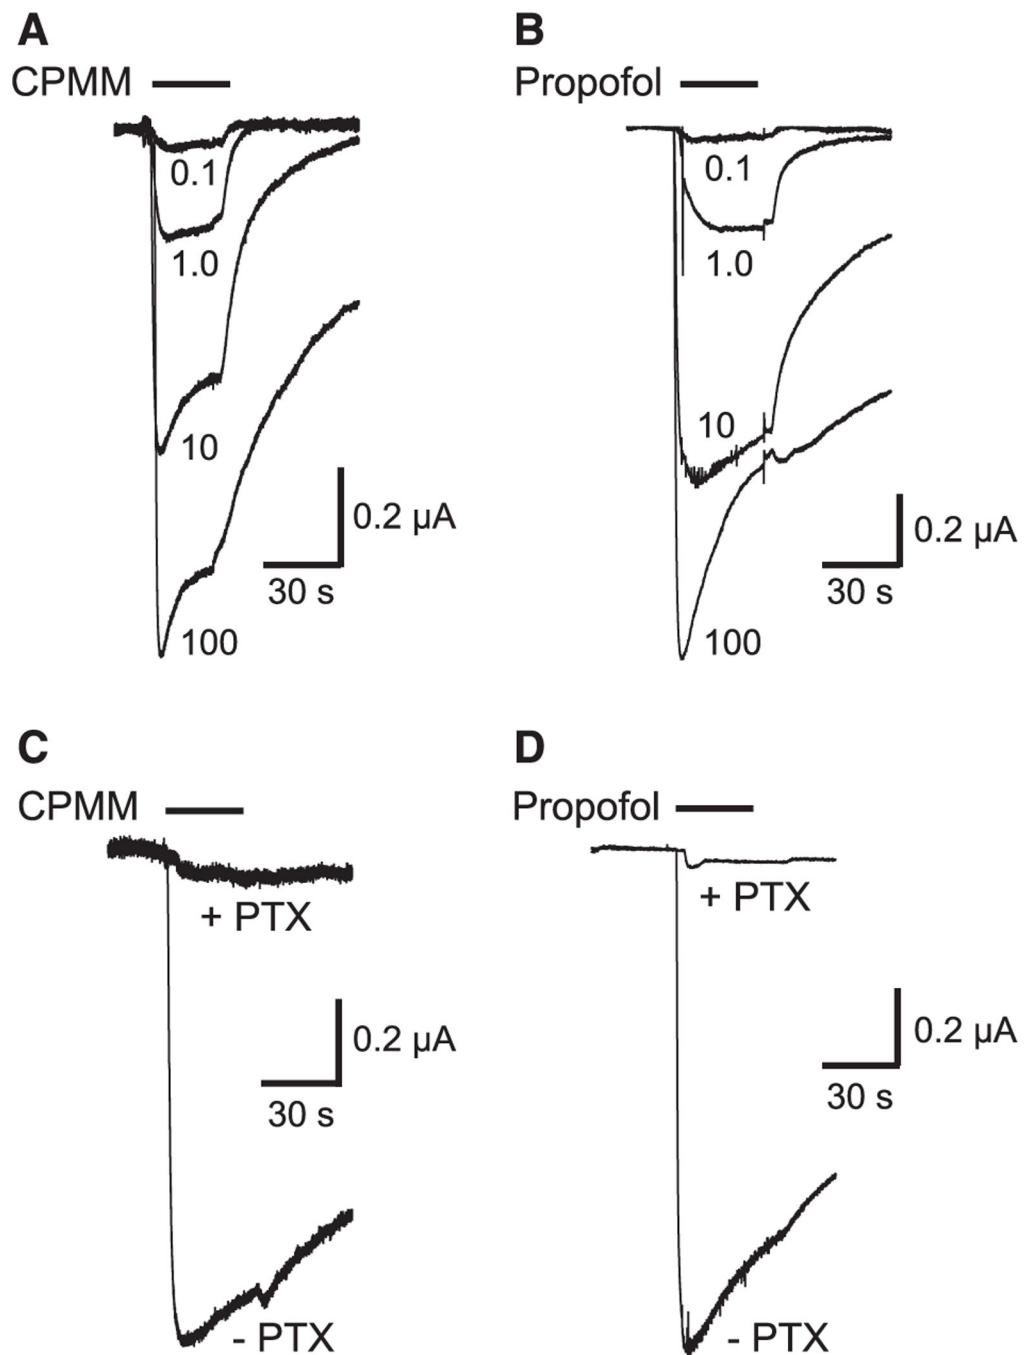 A
CPMM
0.1
1.0
10
100
0.2 µA
30 s
B
Propofol
0.1
1.0
10
100
0.2 µA
30 s
C
CPMM
+ PTX
0.2 µA
30 s
- PTX
D
Propofol
+ PTX
0.2 µA
30 s
- PTX